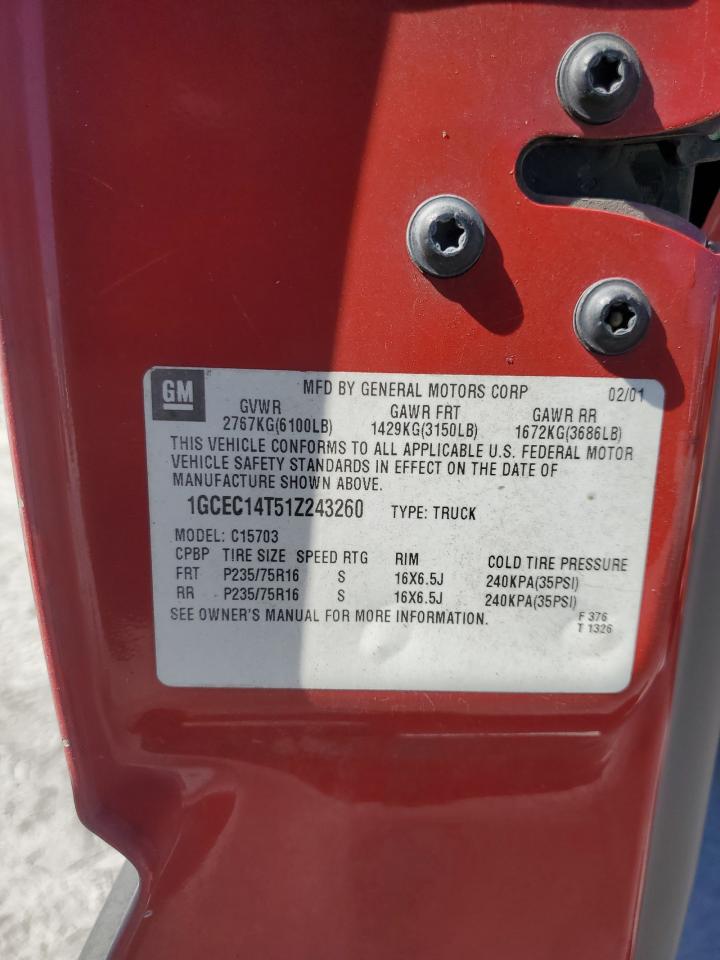 GM MFD BY GENERAL MOTORS CORP 02/01
GVWR GAWR FRT GAWR RR
2767KG(6100LB) 1429KG(3150LB) 1672KG(3686LB)
THIS VEHICLE CONFORMS TO ALL APPLICABLE U.S. FEDERAL MOTOR
VEHICLE SAFETY STANDARDS IN EFFECT ON THE DATE OF
MANUFACTURE SHOWN ABOVE.
1GCEC14T51Z243260 TYPE: TRUCK
MODEL: C15703
CPBP TIRE SIZE SPEED RTG RIM COLD TIRE PRESSURE
FRT P235/75R16 S 16X6.5J 240KPA(35PSI)
RR P235/75R16 S 16X6.5J 240KPA(35PSI)
SEE OWNER'S MANUAL FOR MORE INFORMATION.
F 376
T 1326